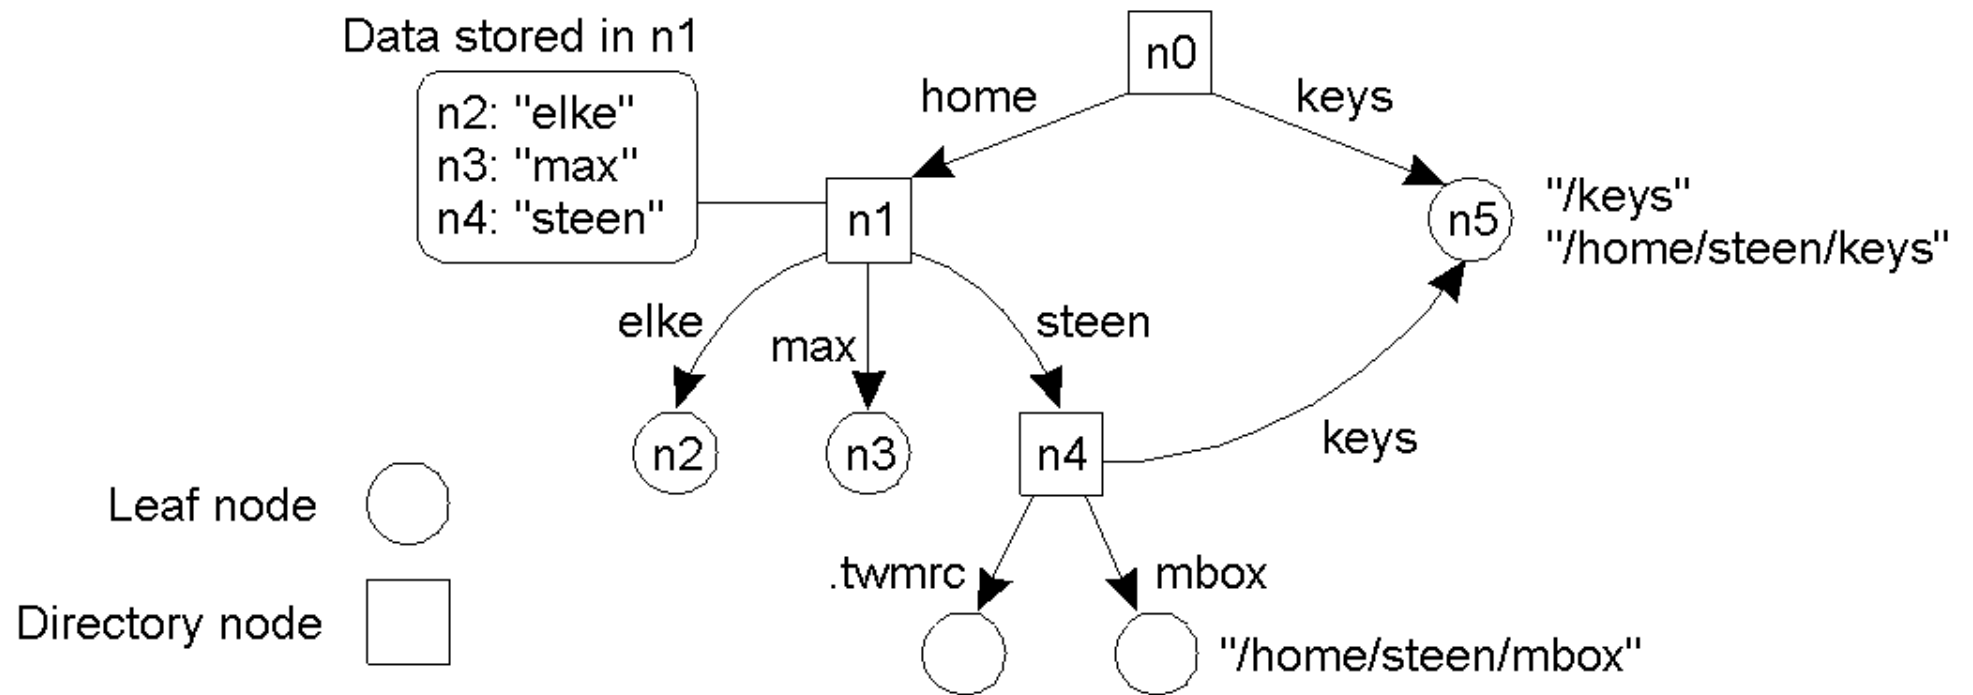 Data stored in n1
n0
n2: "elke"
n3: "max"
n4: "steen"
home
keys
n1
n5
"/keys"
"/home/steen/keys"
elke
max
steen
n2
n3
n4
keys
Leaf node
.twmrc
mbox
Directory node
"/home/steen/mbox"